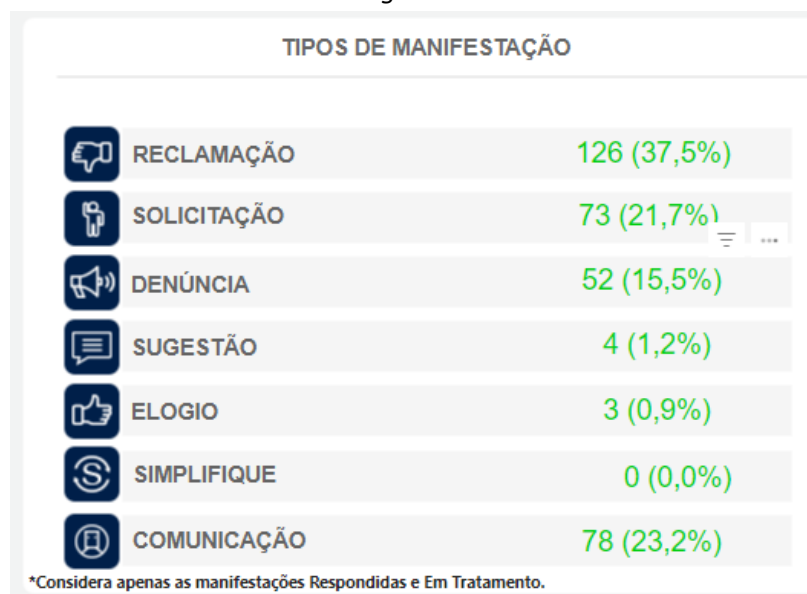 TIPOS DE MANIFESTAÇÃO
RECLAMAÇÃO 126 (37,5%)
SOLICITAÇÃO 73 (21,7%)
DENÚNCIA 52 (15,5%)
SUGESTÃO 4 (1,2%)
ELOGIO 3 (0,9%)
SIMPLIFIQUE 0 (0,0%)
COMUNICAÇÃO 78 (23,2%)
*Considera apenas as manifestações Respondidas e Em Tratamento.